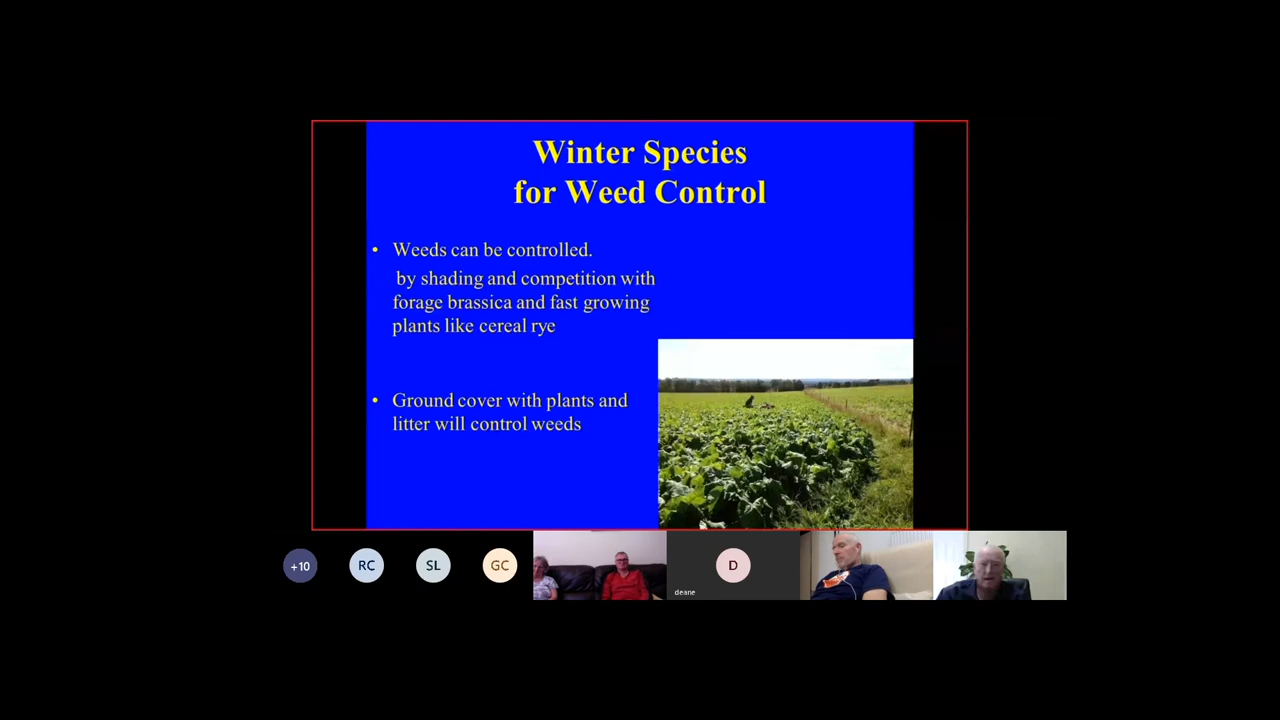 Winter Species
for Weed Control
• Weeds can be controlled.
by shading and competition with
forage brassica and fast growing
plants like cereal rye
• Ground cover with plants and
litter will control weeds
+10
RC
SL
GC
D
deane